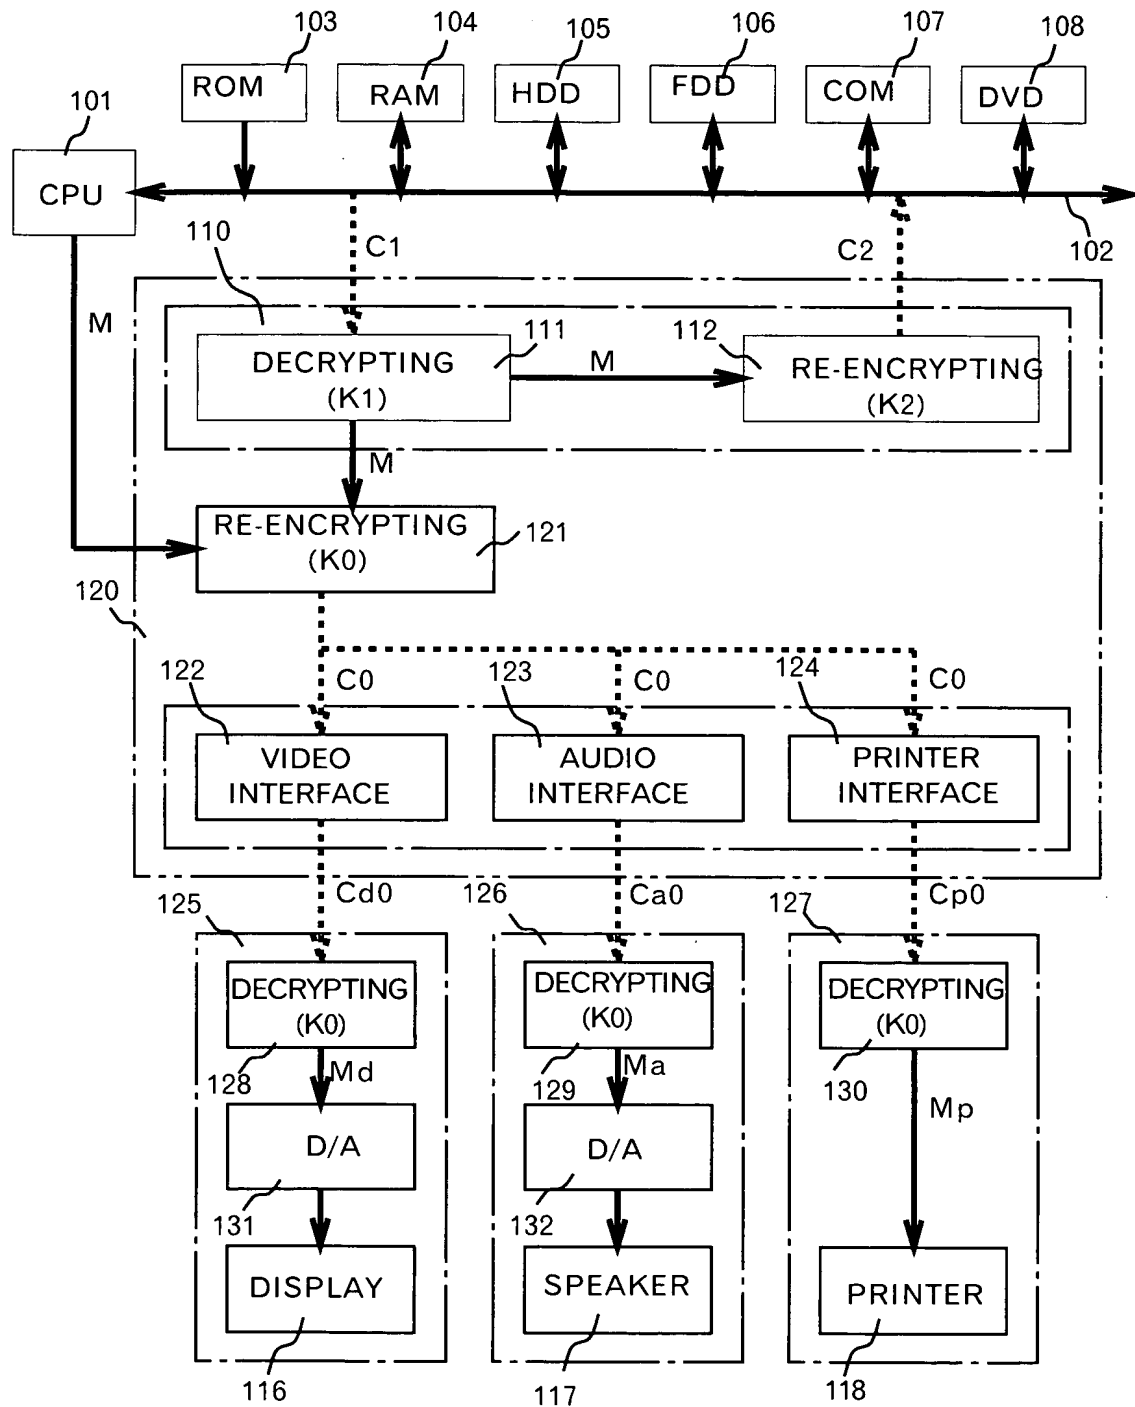 103
104
105
106
107
108
101
ROM
RAM
HDD
FDD
COM
DVD
CPU
102
110
C1
C2
M
111
112
DECRYPTING
(K1)
M
RE-ENCRYPTING
(K2)
M
RE-ENCRYPTING
(K0)
121
120
122
123
124
C0
C0
C0
VIDEO
INTERFACE
AUDIO
INTERFACE
PRINTER
INTERFACE
125
Cd0
126
Ca0
127
Cp0
DECRYPTING
(K0)
DECRYPTING
(K0)
DECRYPTING
(K0)
128
Md
129
Ma
130
Mp
D/A
D/A
131
132
DISPLAY
SPEAKER
PRINTER
116
117
118